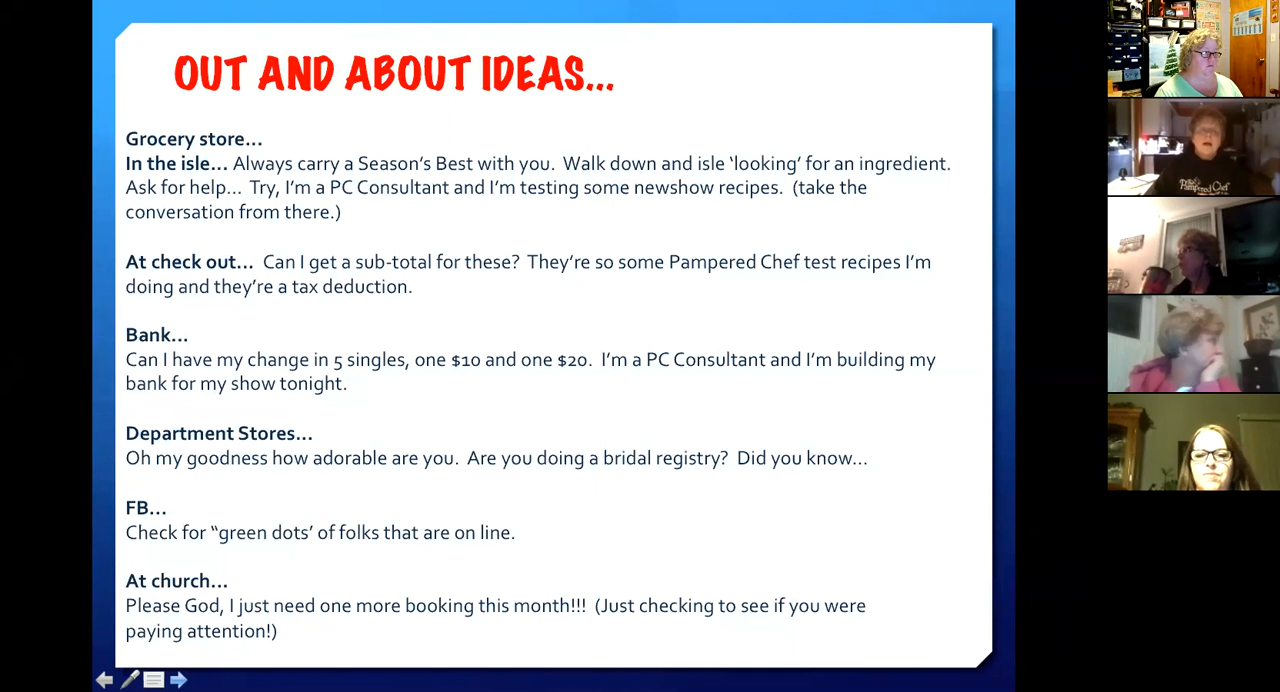 OUT AND ABOUT IDEAS...
Grocery store...
In the isle... Always carry a Season's Best with you. Walk down and isle 'looking' for an ingredient.
Ask for help... Try, I'm a PC Consultant and I'm testing some newshow recipes. (take the
conversation from there.)
At check out... Can I get a sub-total for these? They're so some Pampered Chef test recipes I'm
doing and they're a tax deduction.
Bank...
Can I have my change in 5 singles, one $10 and one $20. I'm a PC Consultant and I'm building my
bank for my show tonight.
Department Stores...
Oh my goodness how adorable are you. Are you doing a bridal registry? Did you know...
FB...
Check for "green dots' of folks that are on line.
At church...
Please God, I just need one more booking this month!!! (Just checking to see if you were
paying attention!)
Pampered Chef